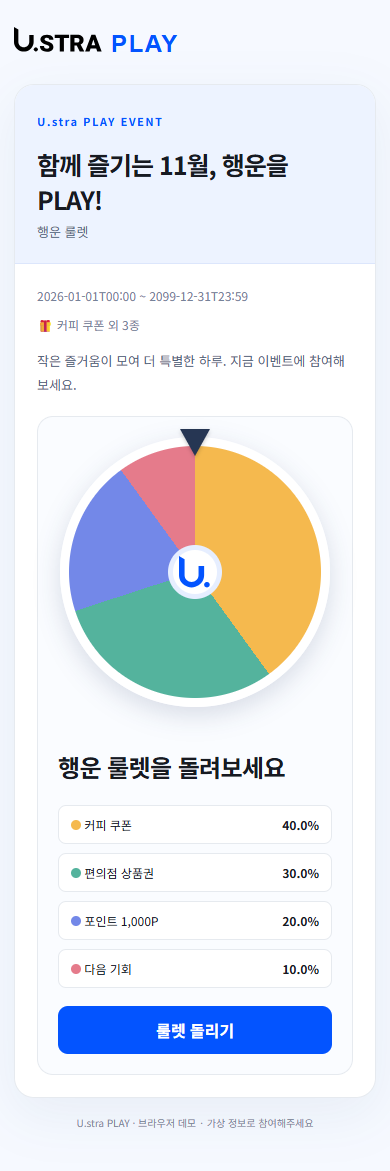 U.STRA PLAY
U.stra PLAY EVENT
함께 즐기는 11월, 행운을
PLAY!
행운 룰렛
2026-01-01T00:00 ~ 2099-12-31T23:59
커피 쿠폰 외 3종
작은 즐거움이 모여 더 특별한 하루. 지금 이벤트에 참여해
보세요.
U.
행운 룰렛을 돌려보세요
커피 쿠폰 40.0%
편의점 상품권 30.0%
포인트 1,000P 20.0%
다음 기회 10.0%
룰렛 돌리기
U.stra PLAY · 브라우저 데모 · 가상 정보로 참여해주세요